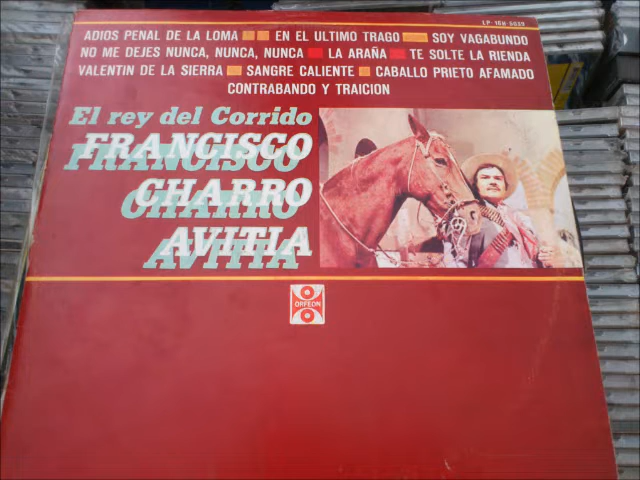 LP-16H-5039
ADIOS PENAL DE LA LOMA EN EL ULTIMO TRAGO SOY VAGABUNDO
NO ME DEJES NUNCA, NUNCA, NUNCA LA ARAÑA TE SOLTE LA RIENDA
VALENTIN DE LA SIERRA SANGRE CALIENTE CABALLO PRIETO AFAMADO
CONTRABANDO Y TRAICION
El rey del Corrido
FRANCISCO
CHARRO
AVITIA
ORFEON